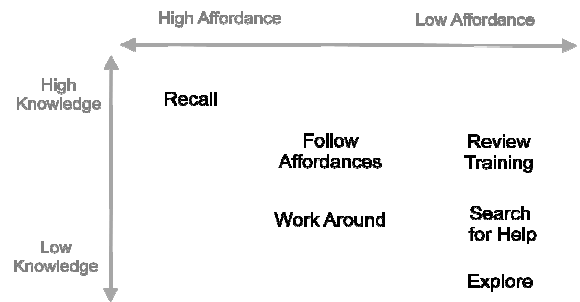 High Affordance
Low Affordance
High
Knowledge
Recall
Follow
Affordances
Review
Training
Work Around
Search
for Help
Low
Knowledge
Explore